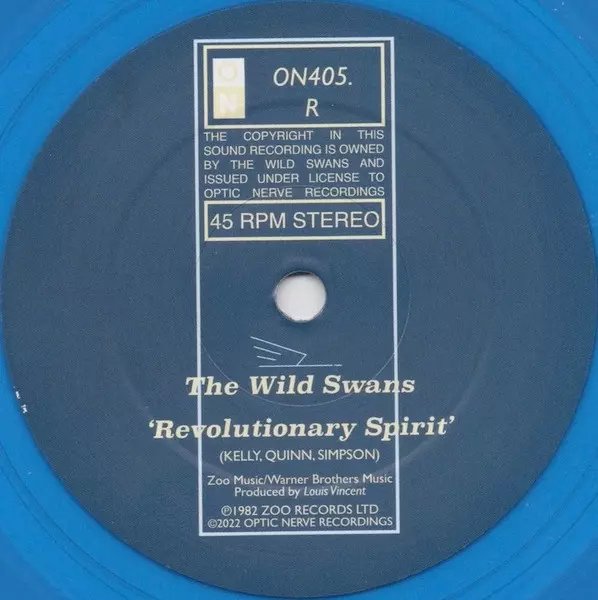 O
N
ON405.
R
THE COPYRIGHT IN THIS
SOUND RECORDING IS OWNED
BY THE WILD SWANS AND
ISSUED UNDER LICENSE TO
OPTIC NERVE RECORDINGS
45 RPM STEREO
The Wild Swans
‘Revolutionary Spirit’
(KELLY, QUINN, SIMPSON)
Zoo Music/Warner Brothers Music
Produced by Louis Vincent
℗1982 ZOO RECORDS LTD
©2022 OPTIC NERVE RECORDINGS